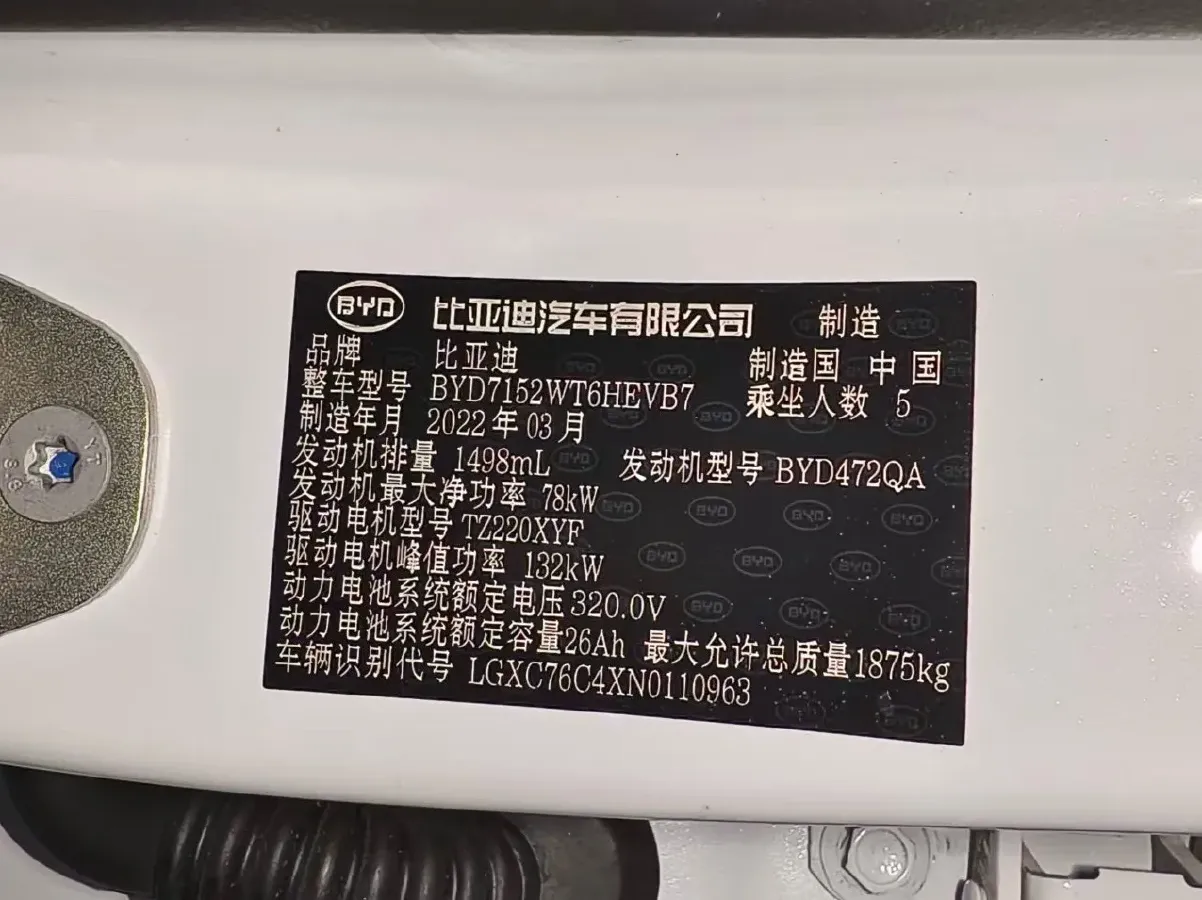 BYD 比亚迪汽车有限公司 制造
品牌 比亚迪 制造国 中国
整车型号 BYD7152WT6HEVB7 乘坐人数 5
制造年月 2022年03月
发动机排量 1498mL 发动机型号 BYD472QA
发动机最大净功率 78kW
驱动电机型号 TZ220XYF
驱动电机峰值功率 132kW
动力电池系统额定电压 320.0V
动力电池系统额定容量26Ah 最大允许总质量1875kg
车辆识别代号 LGXC76C4XN0110963